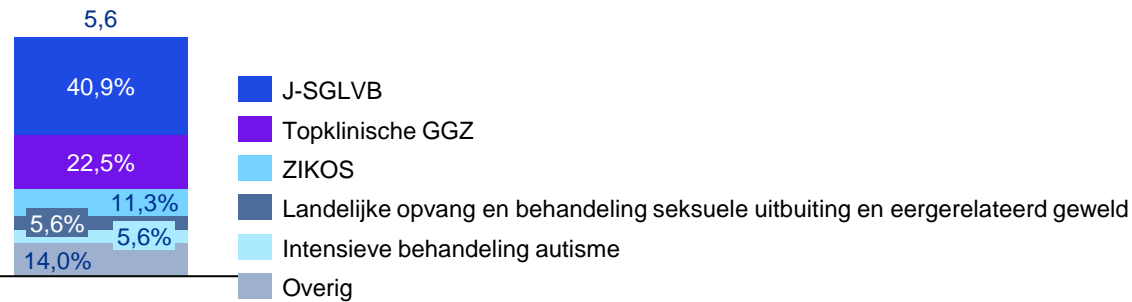 5,6
40,9%
22,5%
11,3%
5,6%
5,6%
14,0%
J-SGLVB
Topklinische GGZ
ZIKOS
Landelijke opvang en behandeling seksuele uitbuiting en eergerelateerd geweld
Intensieve behandeling autisme
Overig